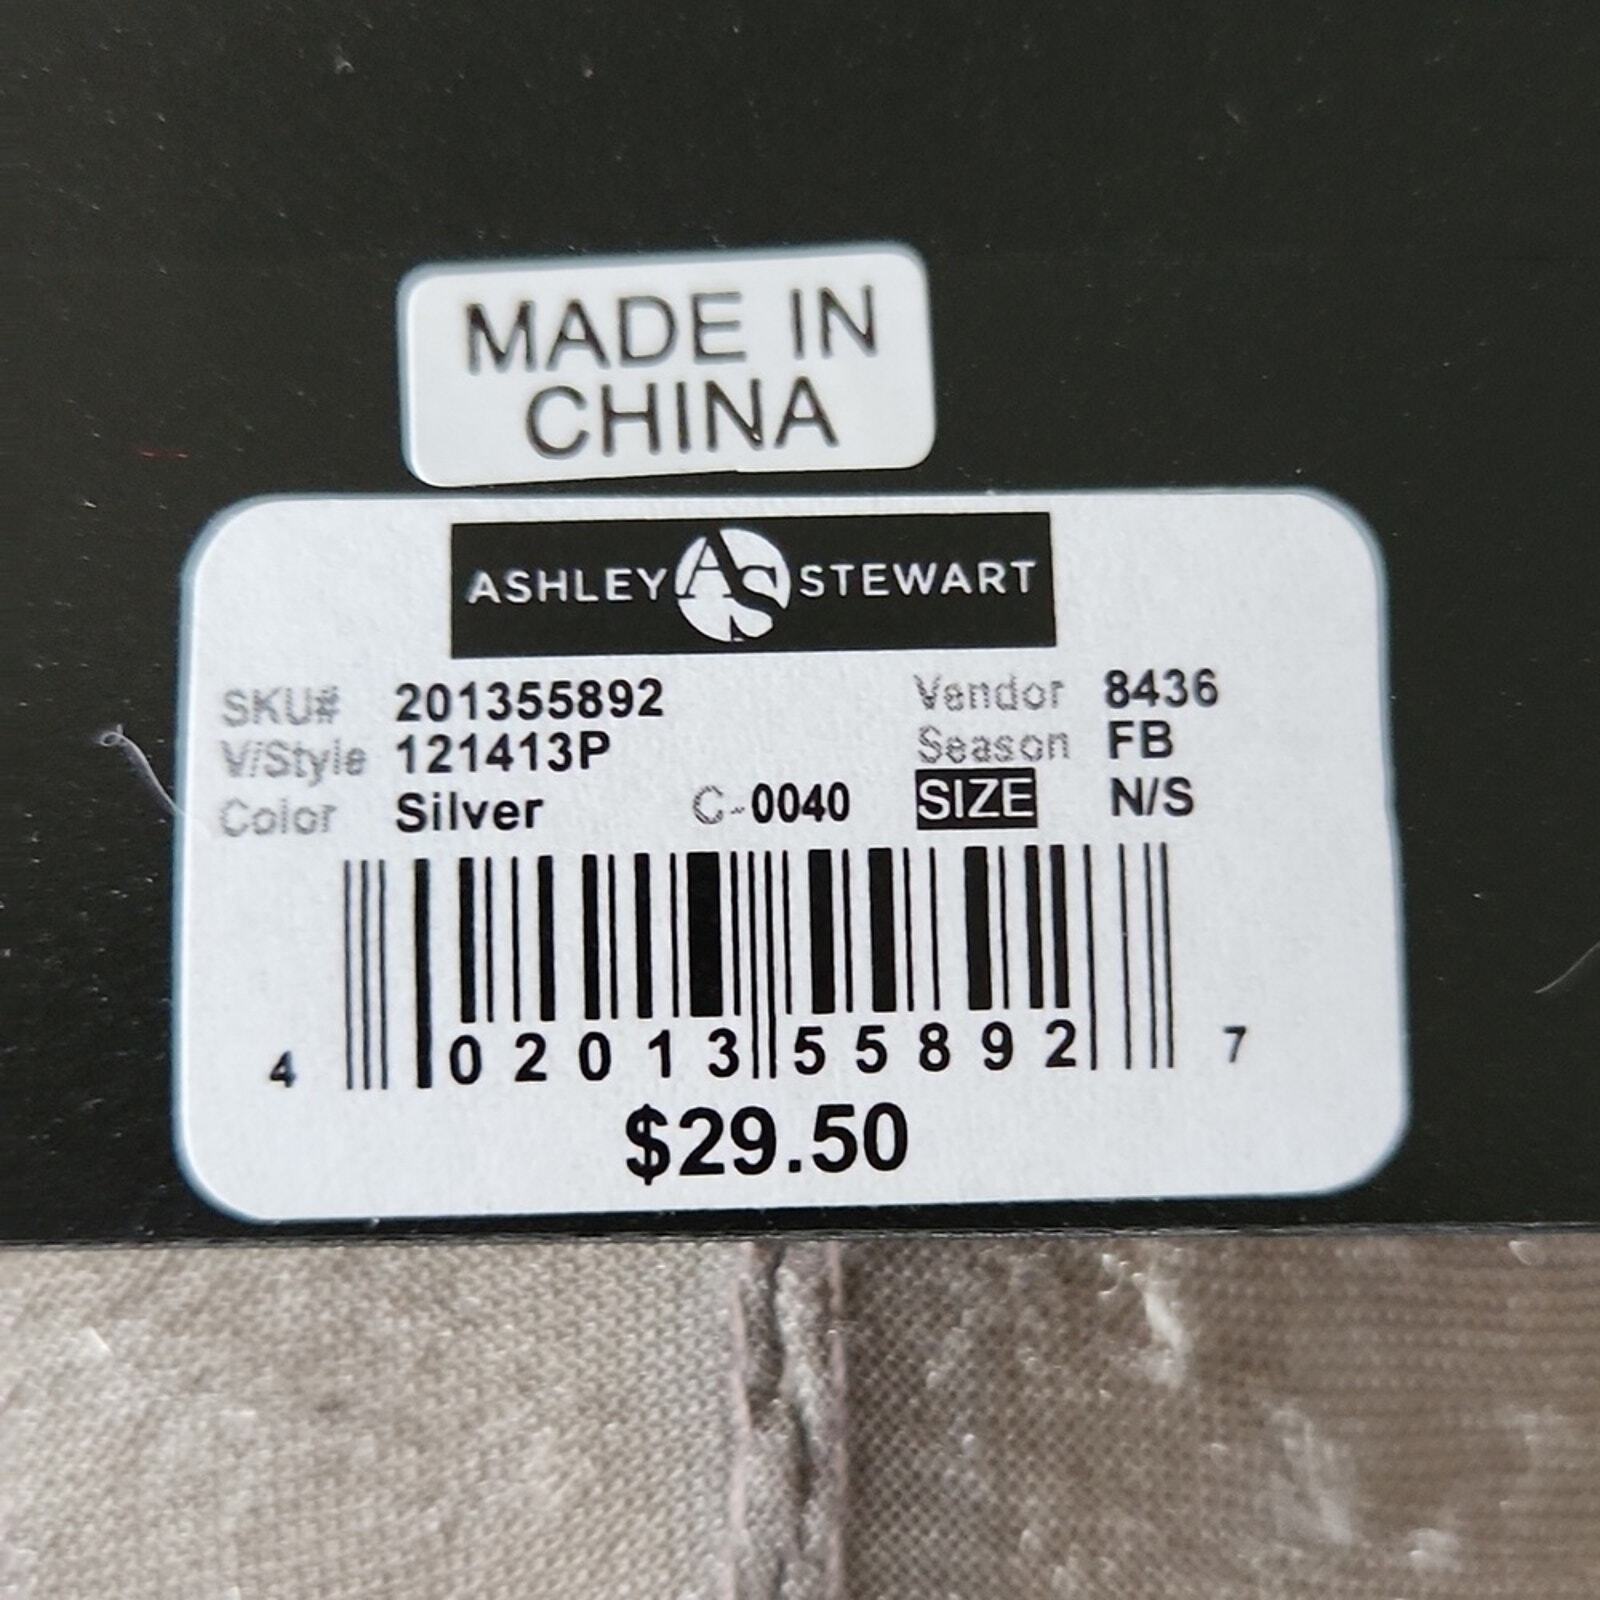 MADE IN
CHINA
ASHLEY AS STEWART
SKU# 201355892 Vendor 8436
V/Style 121413P Season FB
Color Silver C-0040 SIZE N/S
4 02013 55892 7
$29.50